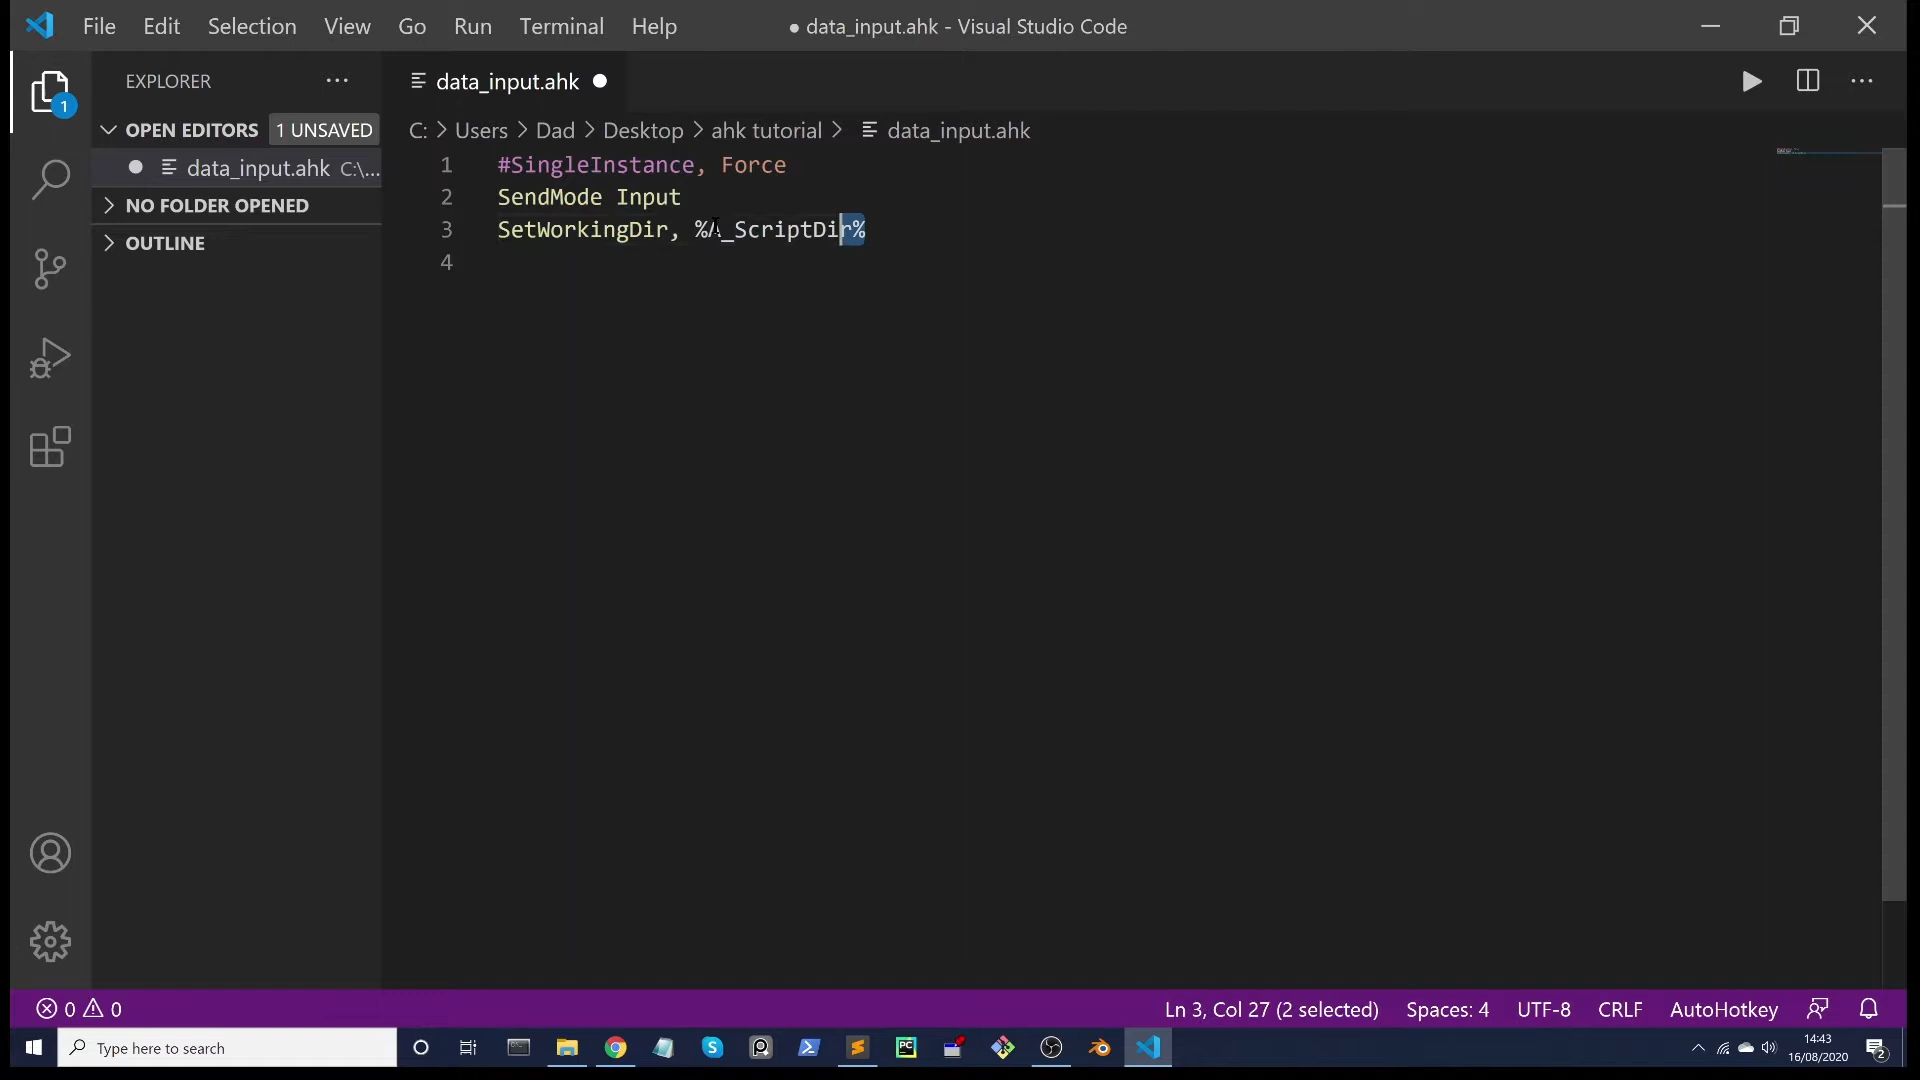 File Edit Selection View Go Run Terminal Help
● data_input.ahk - Visual Studio Code
EXPLORER ···
data_input.ahk ●
OPEN EDITORS 1 UNSAVED
● data_input.ahk C:\...
NO FOLDER OPENED
OUTLINE
C: > Users > Dad > Desktop > ahk tutorial > data_input.ahk
1 #SingleInstance, Force
2 SendMode Input
3 SetWorkingDir, %A_ScriptDir%
4
1
0 0
Ln 3, Col 27 (2 selected) Spaces: 4 UTF-8 CRLF AutoHotkey
Type here to search
14:43
16/08/2020
2